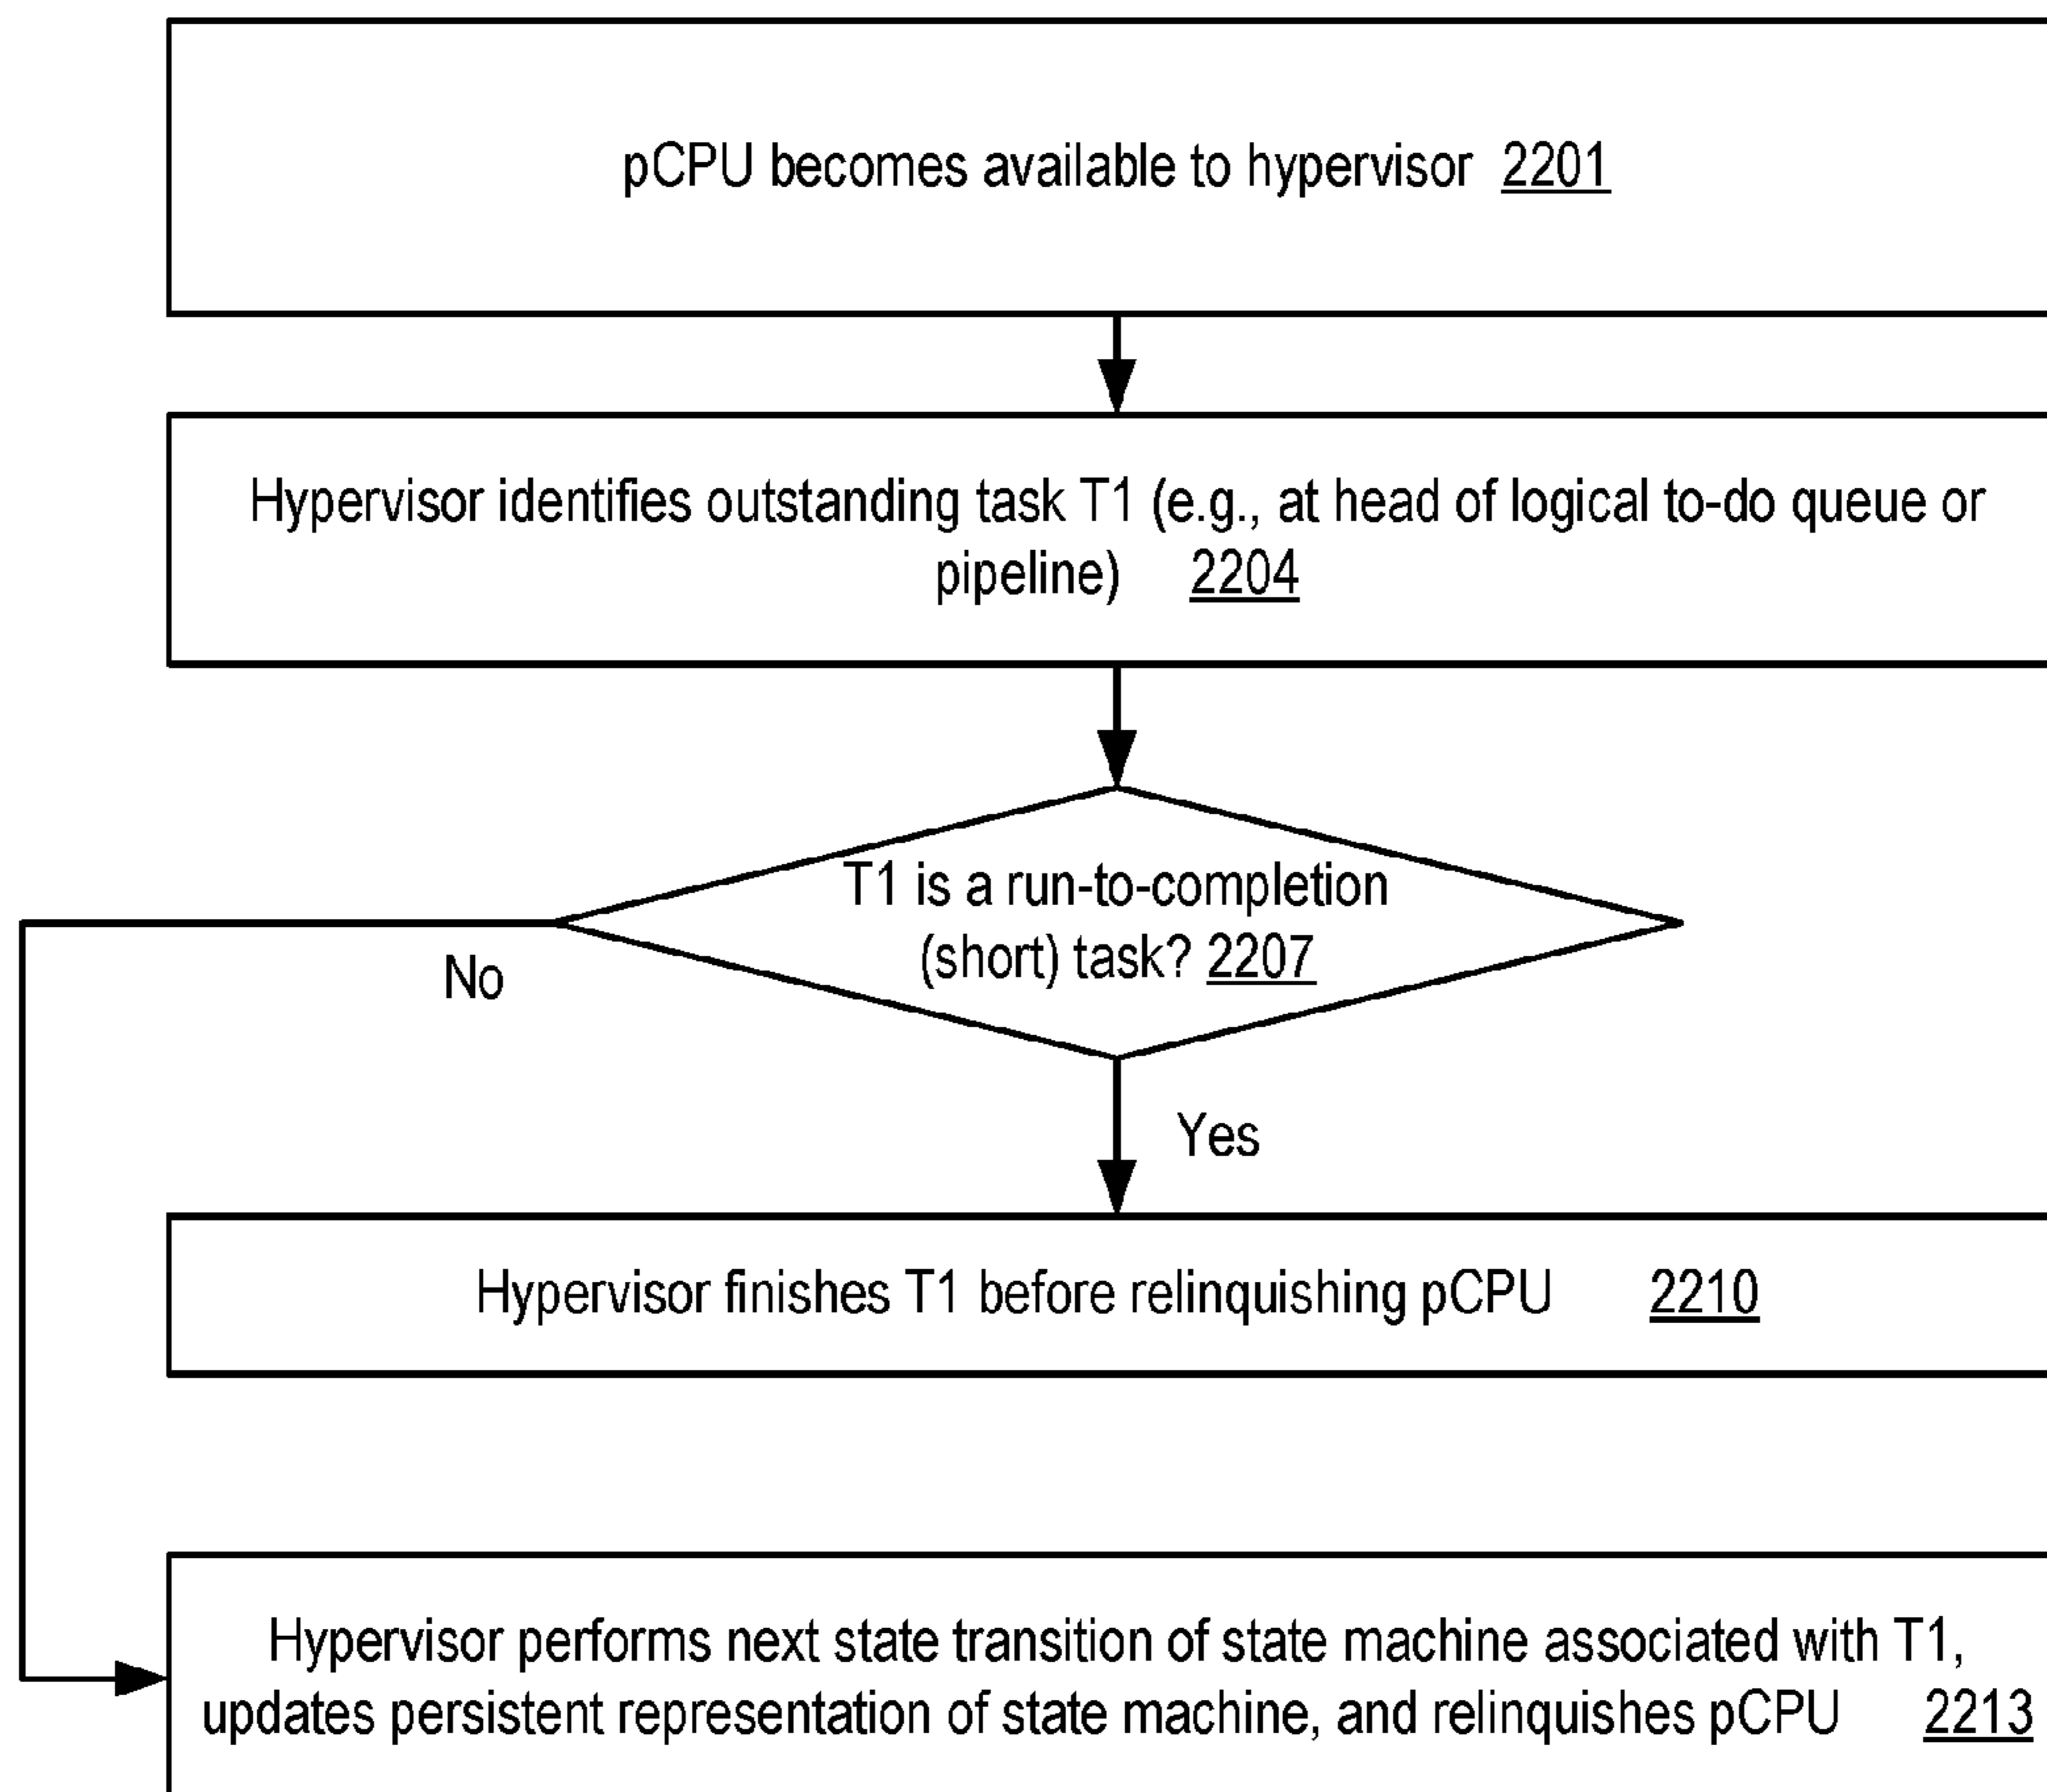 pCPU becomes available to hypervisor 2201
Hypervisor identifies outstanding task T1 (e.g., at head of logical to-do queue or
pipeline) 2204
T1 is a run-to-completion
(short) task? 2207
No
Yes
Hypervisor finishes T1 before relinquishing pCPU 2210
Hypervisor performs next state transition of state machine associated with T1,
updates persistent representation of state machine, and relinquishes pCPU 2213